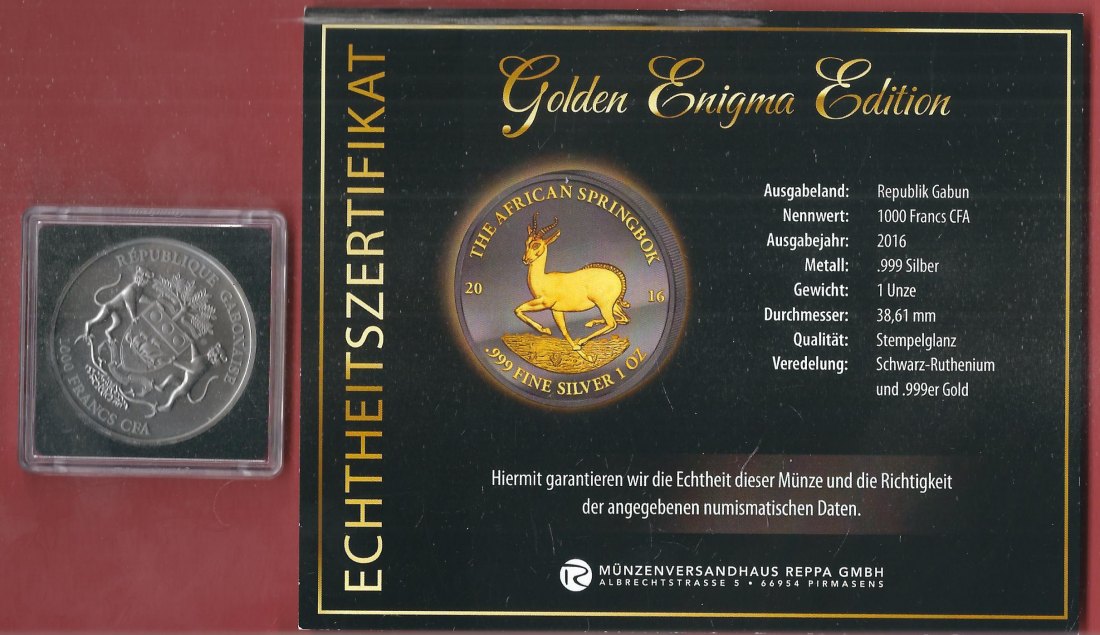 RÉPUBLIQUE GABONAISE
1000 FRANCS CFA
ECHTHEITSZERTIFIKAT
Golden Enigma Edition
THE AFRICAN SPRINGBOK
20 16
.999 FINE SILVER 1 OZ
Ausgabeland: Republik Gabun
Nennwert: 1000 Francs CFA
Ausgabejahr: 2016
Metall: .999 Silber
Gewicht: 1 Unze
Durchmesser: 38,61 mm
Qualität: Stempelglanz
Veredelung: Schwarz-Ruthenium
und .999er Gold
Hiermit garantieren wir die Echtheit dieser Münze und die Richtigkeit
der angegebenen numismatischen Daten.
MÜNZENVERSANDHAUS REPPA GMBH
ALBRECHTSTRASSE 5 • 66954 PIRMASENS